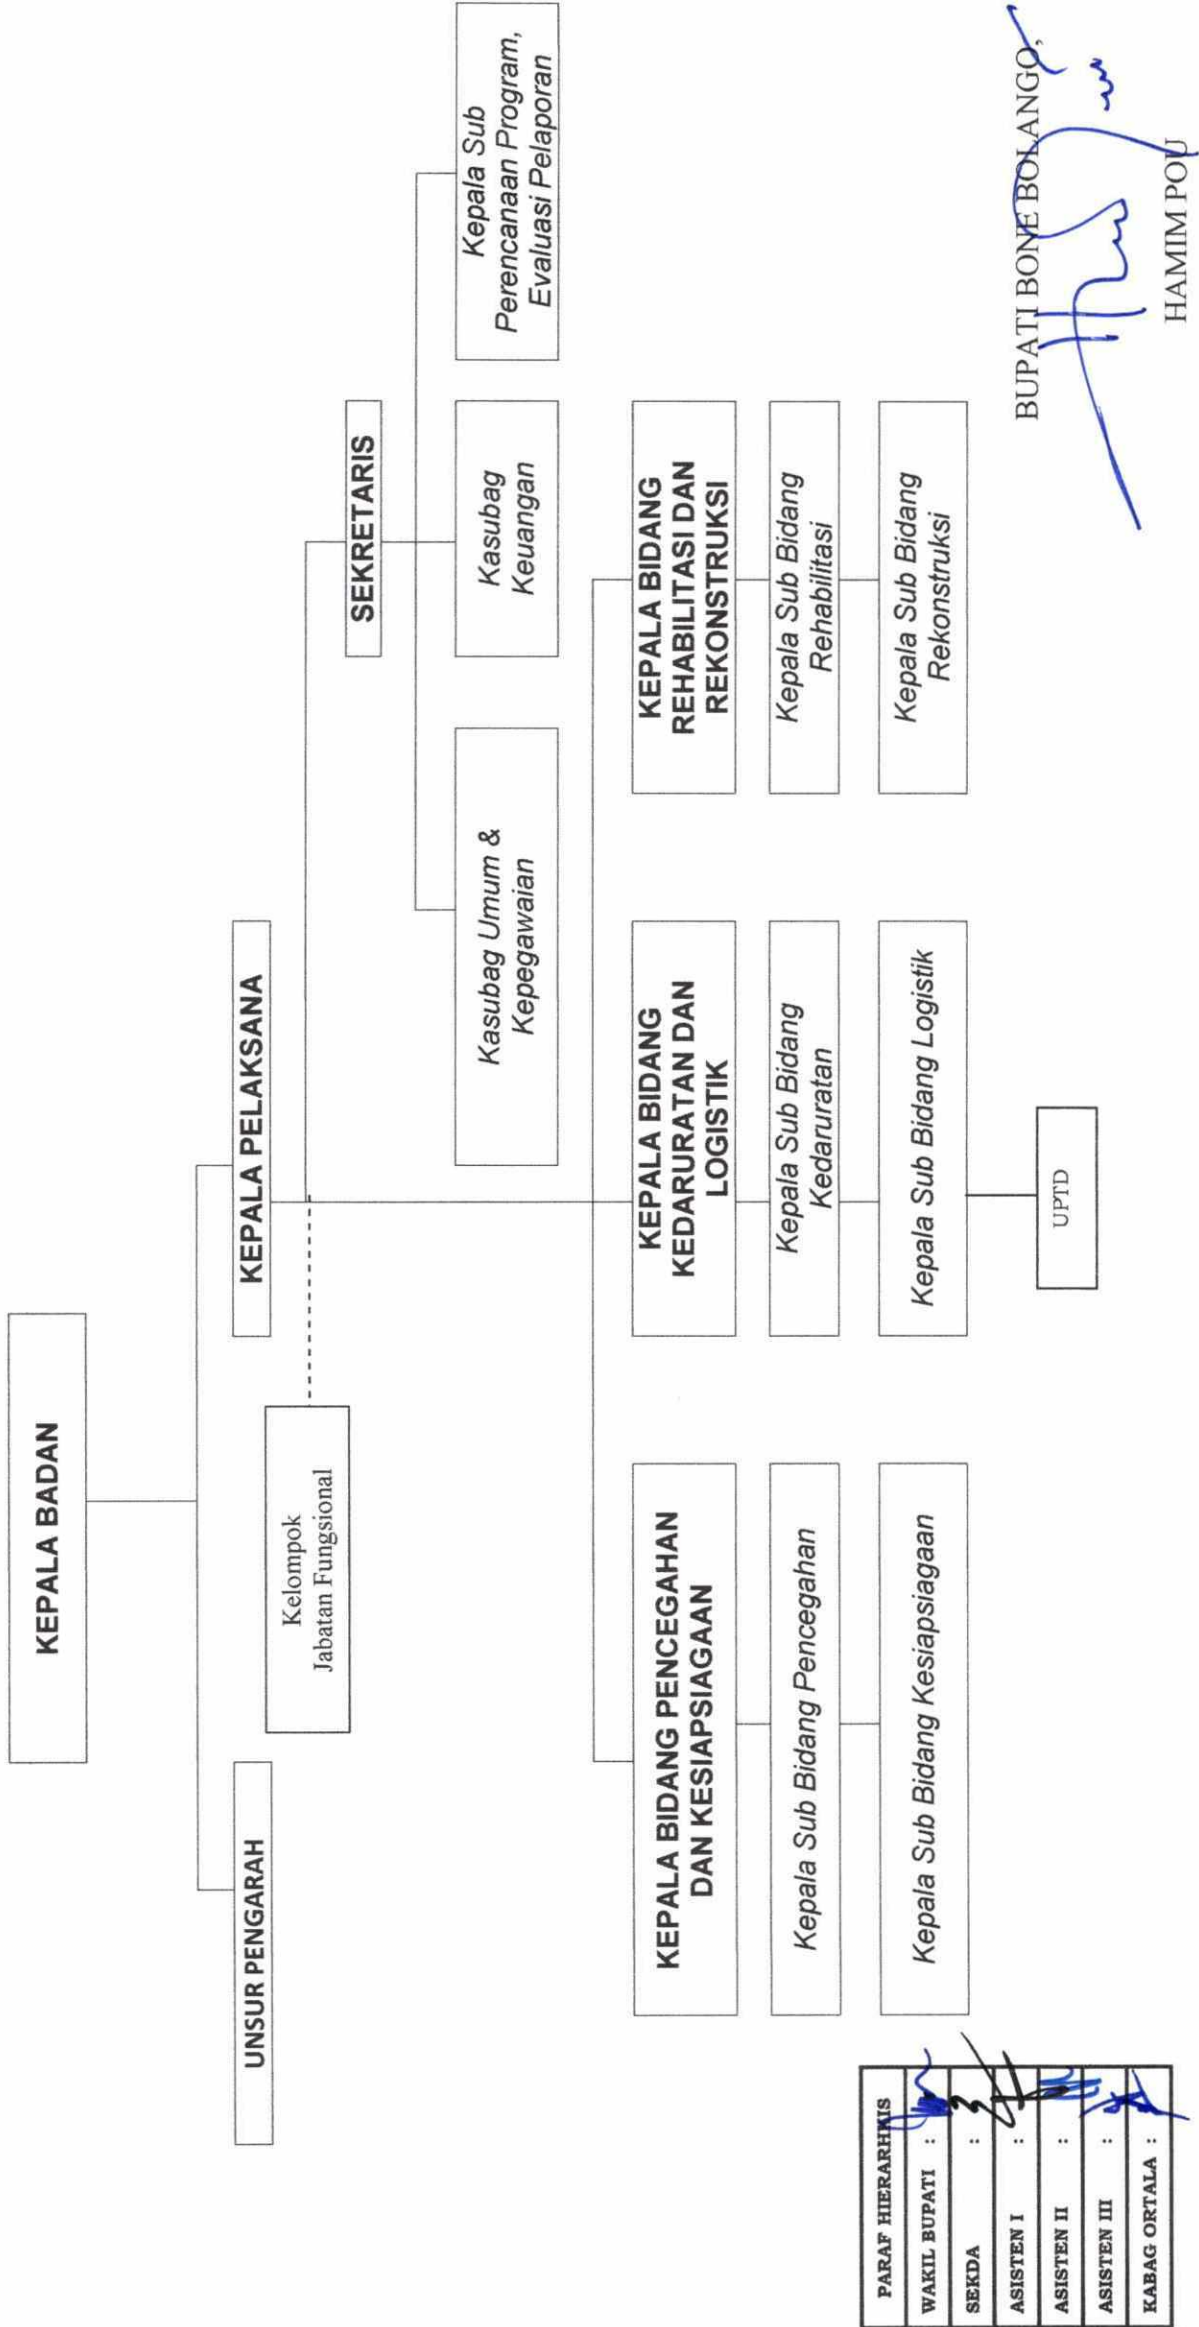 KEPALA BADAN
UNSUR PENGARAH
KEPALA PELAKSANA
Kelompok
Jabatan Fungsional
SEKRETARIS
Kasubag Umum &
Kepegawaian
Kasubag
Keuangan
Kepala Sub
Perencanaan Program,
Evaluasi Pelaporan
KEPALA BIDANG PENCEGAHAN
DAN KESIAPSIAGAAN
KEPALA BIDANG
KEDARURATAN DAN
LOGISTIK
KEPALA BIDANG
REHABILITASI DAN
REKONSTRUKSI
Kepala Sub Bidang Pencegahan
Kepala Sub Bidang
Kedaruratan
Kepala Sub Bidang
Rehabilitasi
Kepala Sub Bidang Kesiapsiagaan
Kepala Sub Bidang Logistik
Kepala Sub Bidang
Rekonstruksi
UPTD
PARAF HIERARHKIS
WAKIL BUPATI :
SEKDA :
ASISTEN I :
ASISTEN II :
ASISTEN III :
KABAG ORTALA :
BUPATI BONE BOLANGO,
HAMIM POU